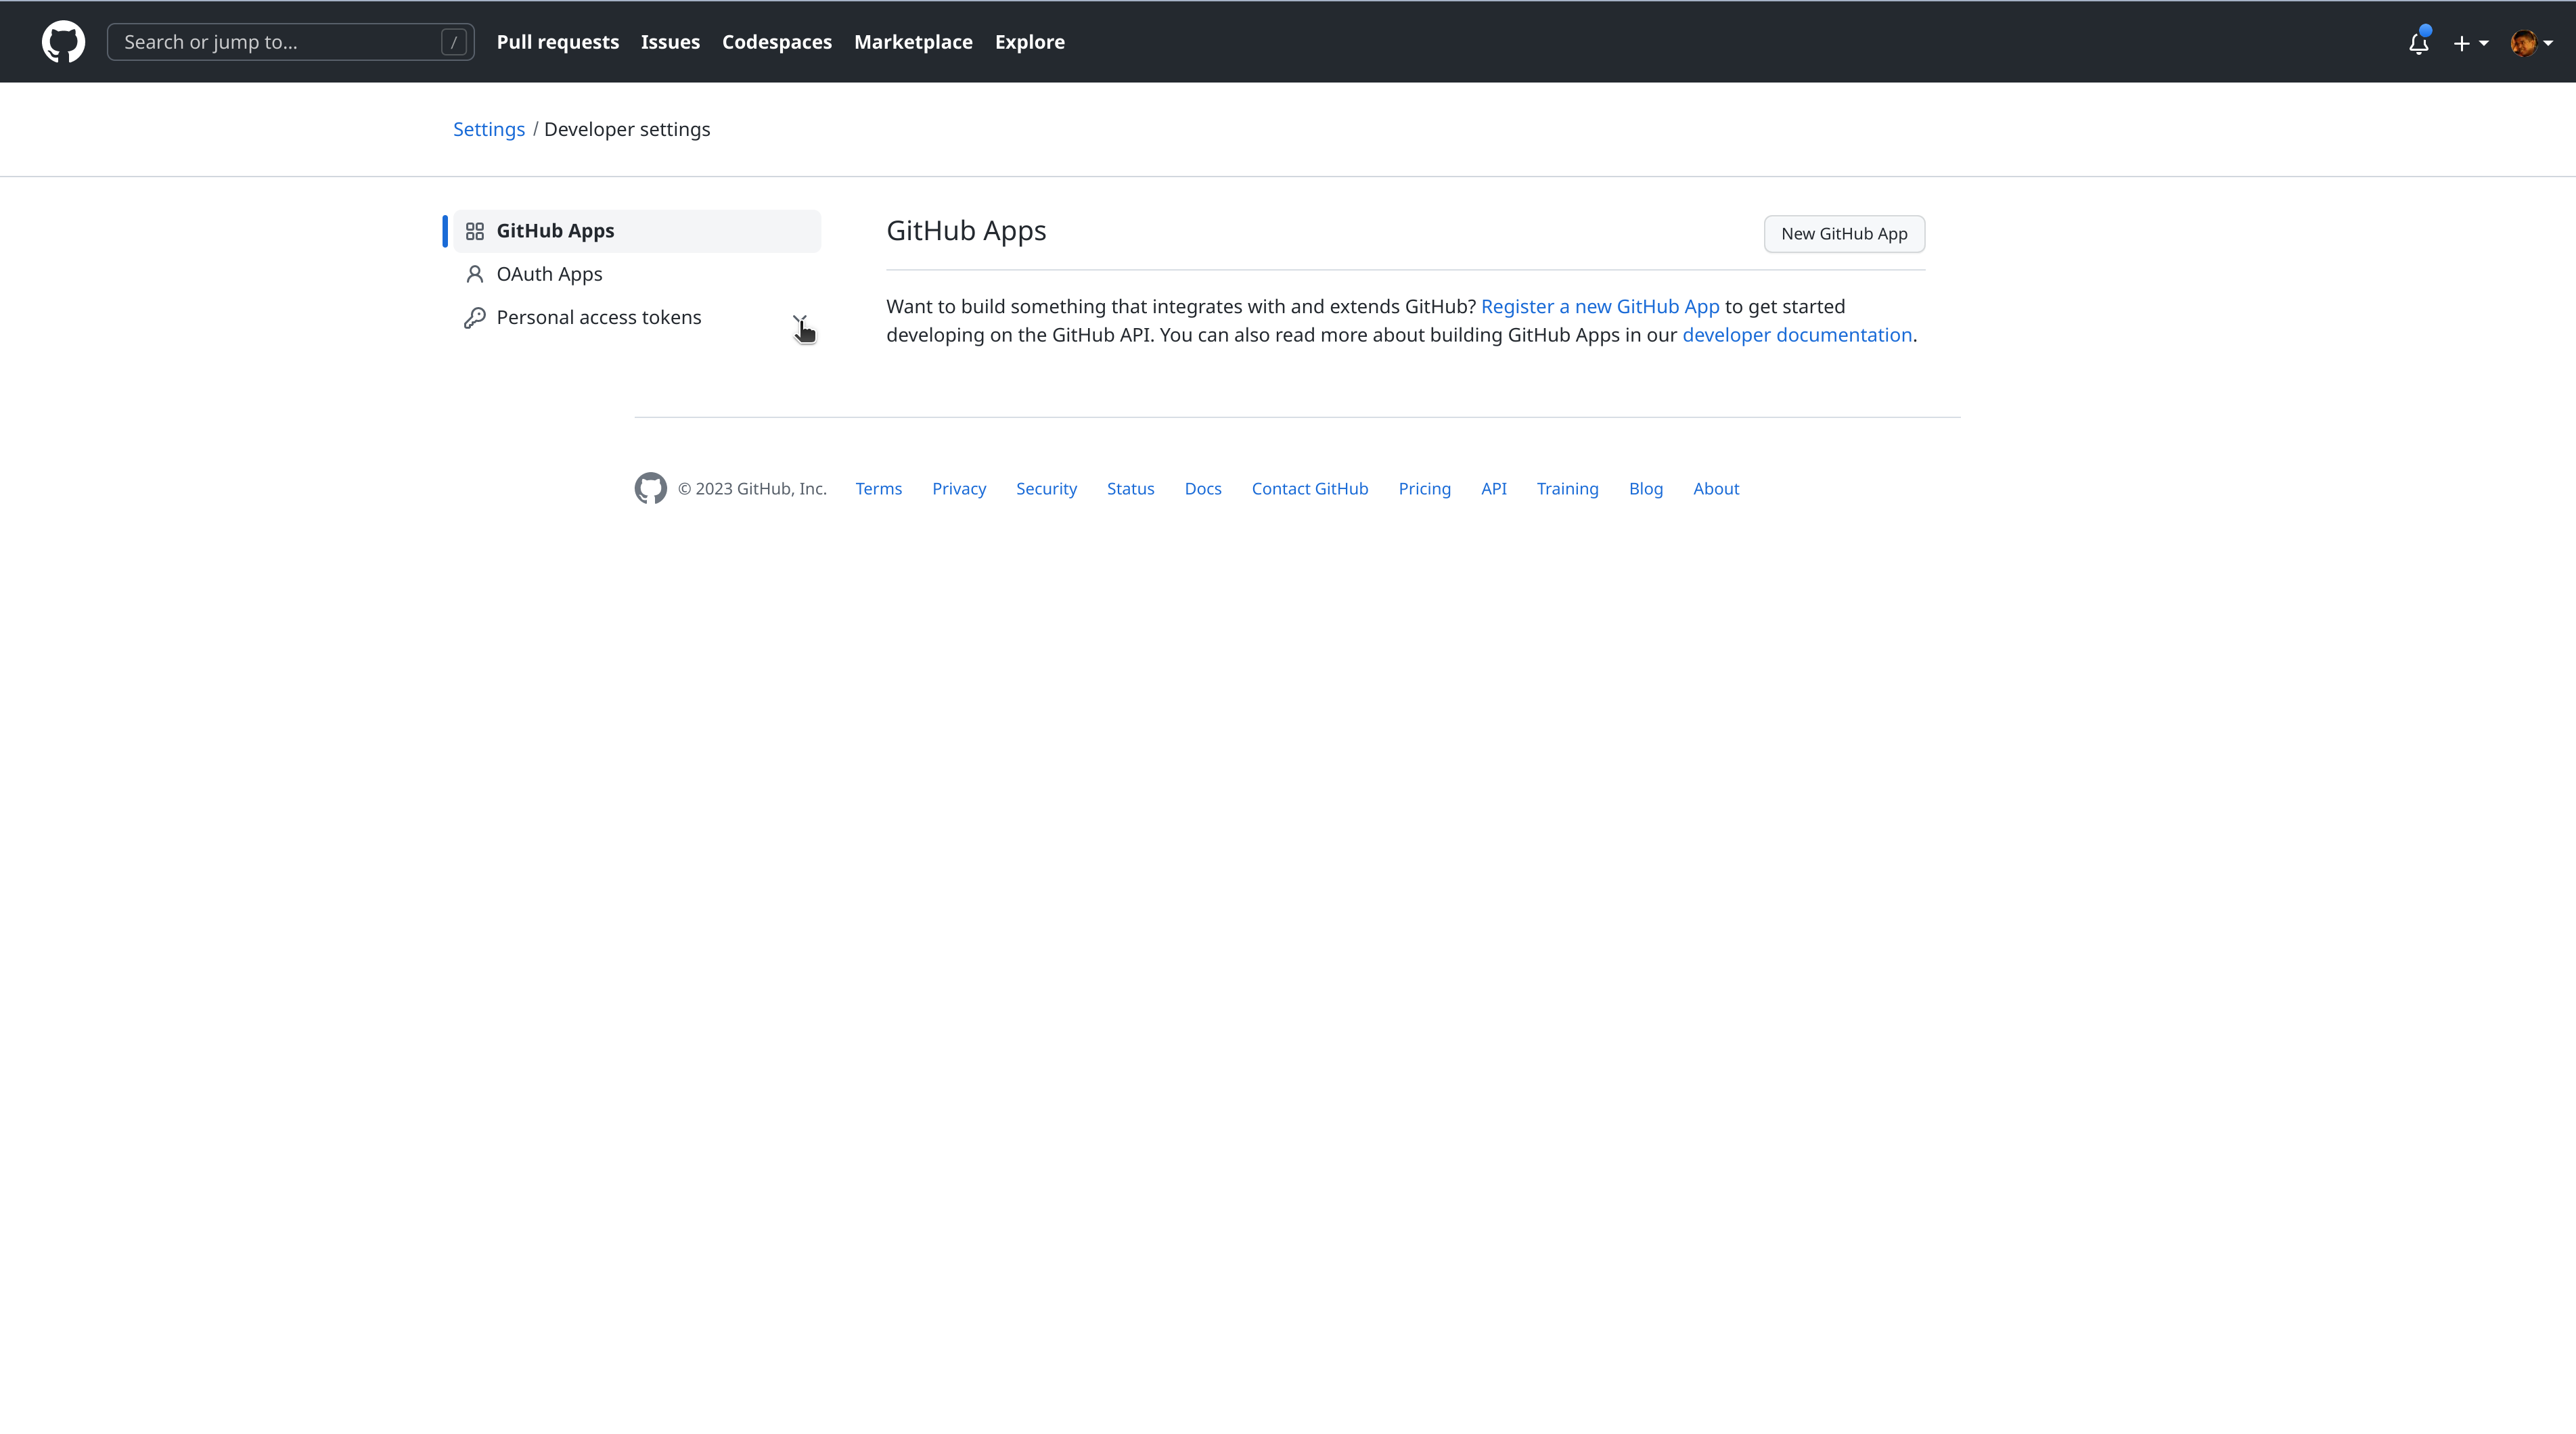 Search or jump to... / Pull requests Issues Codespaces Marketplace Explore
Settings / Developer settings
GitHub Apps
OAuth Apps
Personal access tokens
GitHub Apps
New GitHub App
Want to build something that integrates with and extends GitHub? Register a new GitHub App to get started
developing on the GitHub API. You can also read more about building GitHub Apps in our developer documentation.
© 2023 GitHub, Inc. Terms Privacy Security Status Docs Contact GitHub Pricing API Training Blog About